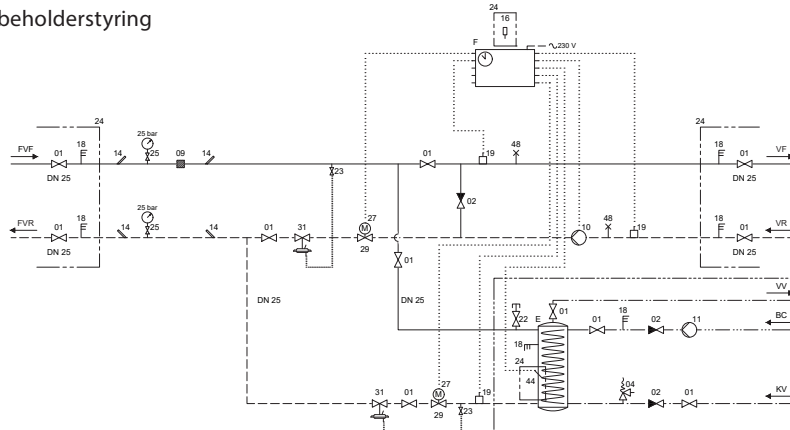 beholderstyring
24
16
F
230 V
24
24
25 bar
48
FVF
01
18
14
25
09
14
01
19
18
01
VF
DN 25
23
DN 25
02
25 bar
27
48
FVR
01
18
14
25
14
01
31
M
10
19
18
01
VR
DN 25
29
DN 25
01
VV
DN 25
DN 25
22
E
01
01
18
02
11
BC
18
24
27
44
04
31
01
M
19
02
01
KV
29
23